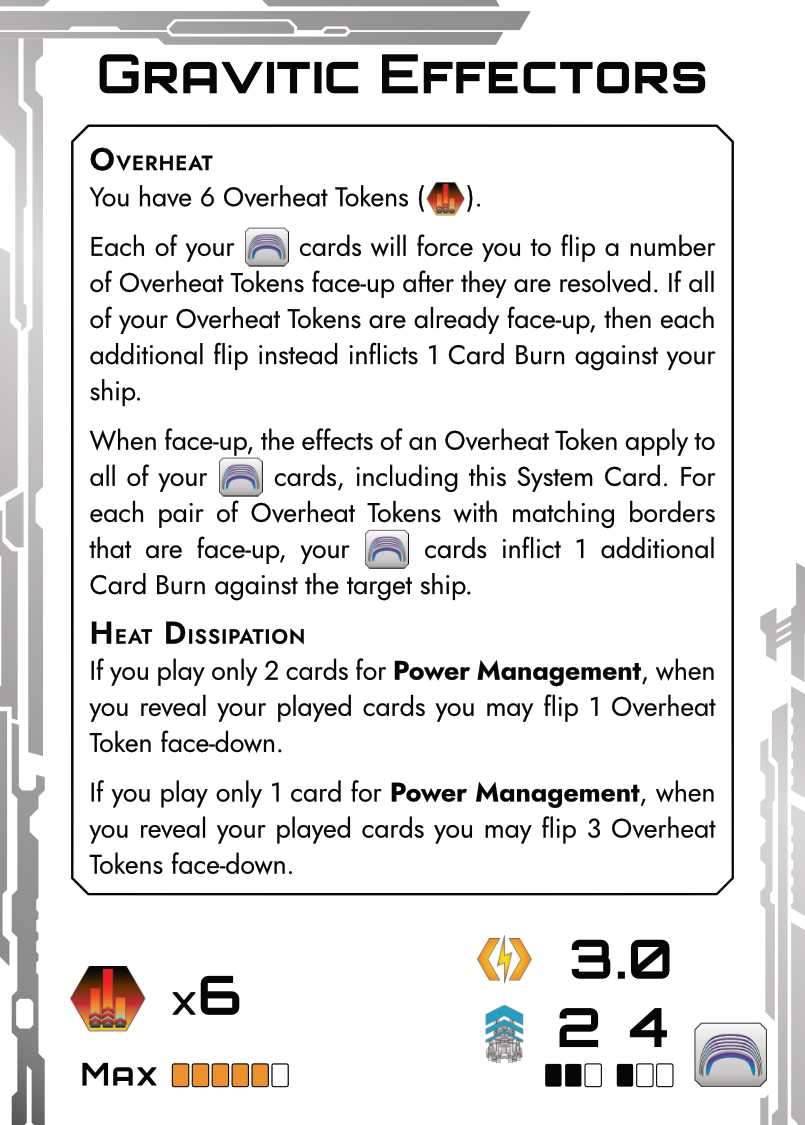 Gravitic Effectors
Overheat
You have 6 Overheat Tokens ( ).
Each of your cards will force you to flip a number
of Overheat Tokens face-up after they are resolved. If all
of your Overheat Tokens are already face-up, then each
additional flip instead inflicts 1 Card Burn against your
ship.
When face-up, the effects of an Overheat Token apply to
all of your cards, including this System Card. For
each pair of Overheat Tokens with matching borders
that are face-up, your cards inflict 1 additional
Card Burn against the target ship.
Heat Dissipation
If you play only 2 cards for Power Management, when
you reveal your played cards you may flip 1 Overheat
Token face-down.
If you play only 1 card for Power Management, when
you reveal your played cards you may flip 3 Overheat
Tokens face-down.
x6
Max
3.0
2 4